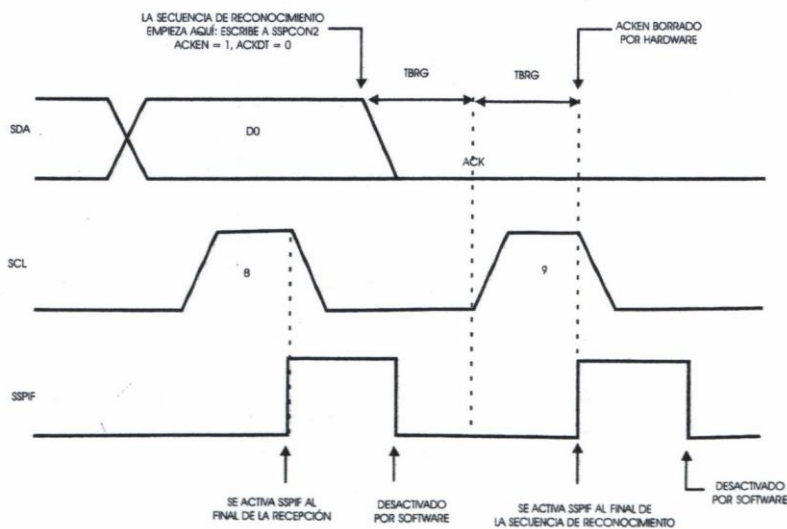 LA SECUENCIA DE RECONOCIMIENTO
EMPIEZA AQUÍ: ESCRIBE A SSPCON2
ACKEN = 1, ACKDT = 0
ACKEN BORRADO
POR HARDWARE
TBRG
TBRG
SDA
D0
ACK
SCL
8
9
SSPIF
SE ACTIVA SSPIF AL
FINAL DE LA RECEPCIÓN
DESACTIVADO
POR SOFTWARE
SE ACTIVA SSPIF AL FINAL DE
LA SECUENCIA DE RECONOCIMIENTO
DESACTIVADO
POR SOFTWARE